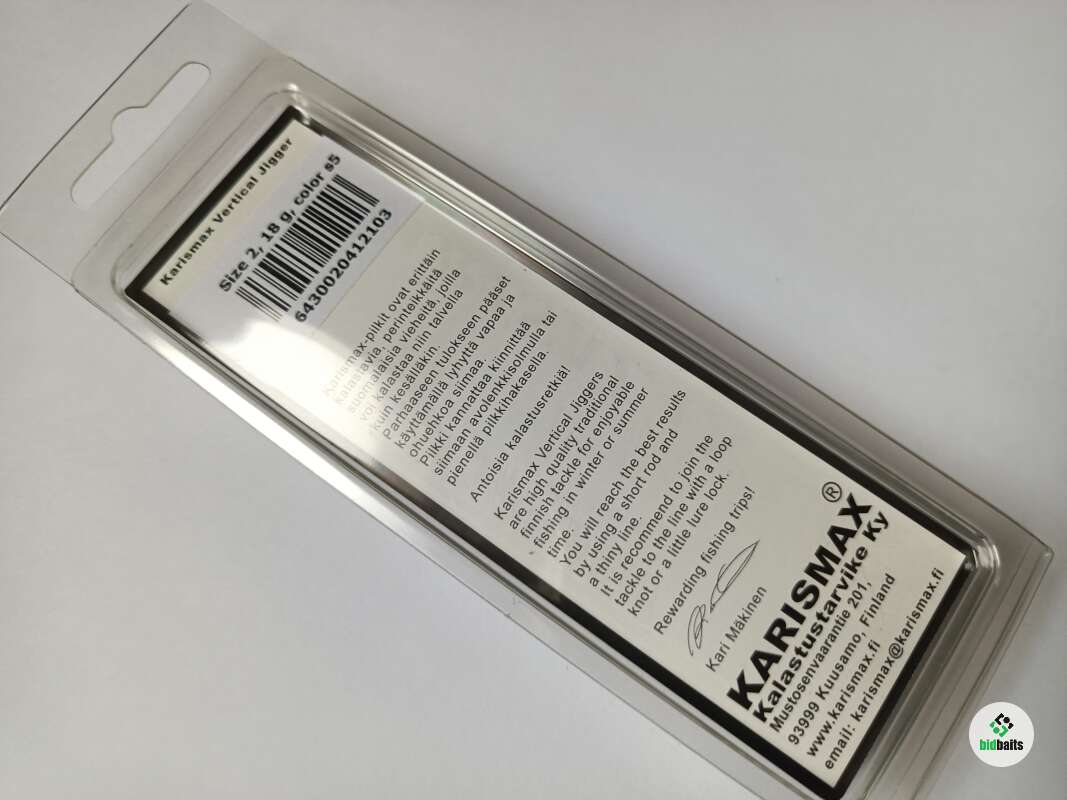 Karismax Vertical Jigger
Size 2, 18 g, color s5
6430020412103
Karismax-pilkit ovat erittäin
kalastavia, perinteikkäitä
suomalaisia vieheitä, joilla
voi kalastaa niin talvella
kuin kesälläkin.
Parhaaseen tulokseen pääset
käyttämällä lyhyttä vapaa ja
ohuehkoa siimaa.
Pilkki kannattaa kiinnittää
siimaan avolenkkisolmulla tai
pienellä pilkkihakasella.
Antoisia kalastusretkiä!
Karismax Vertical Jiggers
are high quality traditional
finnish tackle for enjoyable
fishing in winter or summer
time.
You will reach the best results
by using a short rod and
a thiny line.
It is recommend to join the
tackle to the line with a loop
knot or a little lure lock.
Rewarding fishing trips!
Kari Mäkinen
KARISMAX ®
Kalastustarvike Ky
Mustosenvaarantie 201,
93999 Kuusamo, Finland
www.karismax.fi
email: karismax@karismax.fi
bidbaits